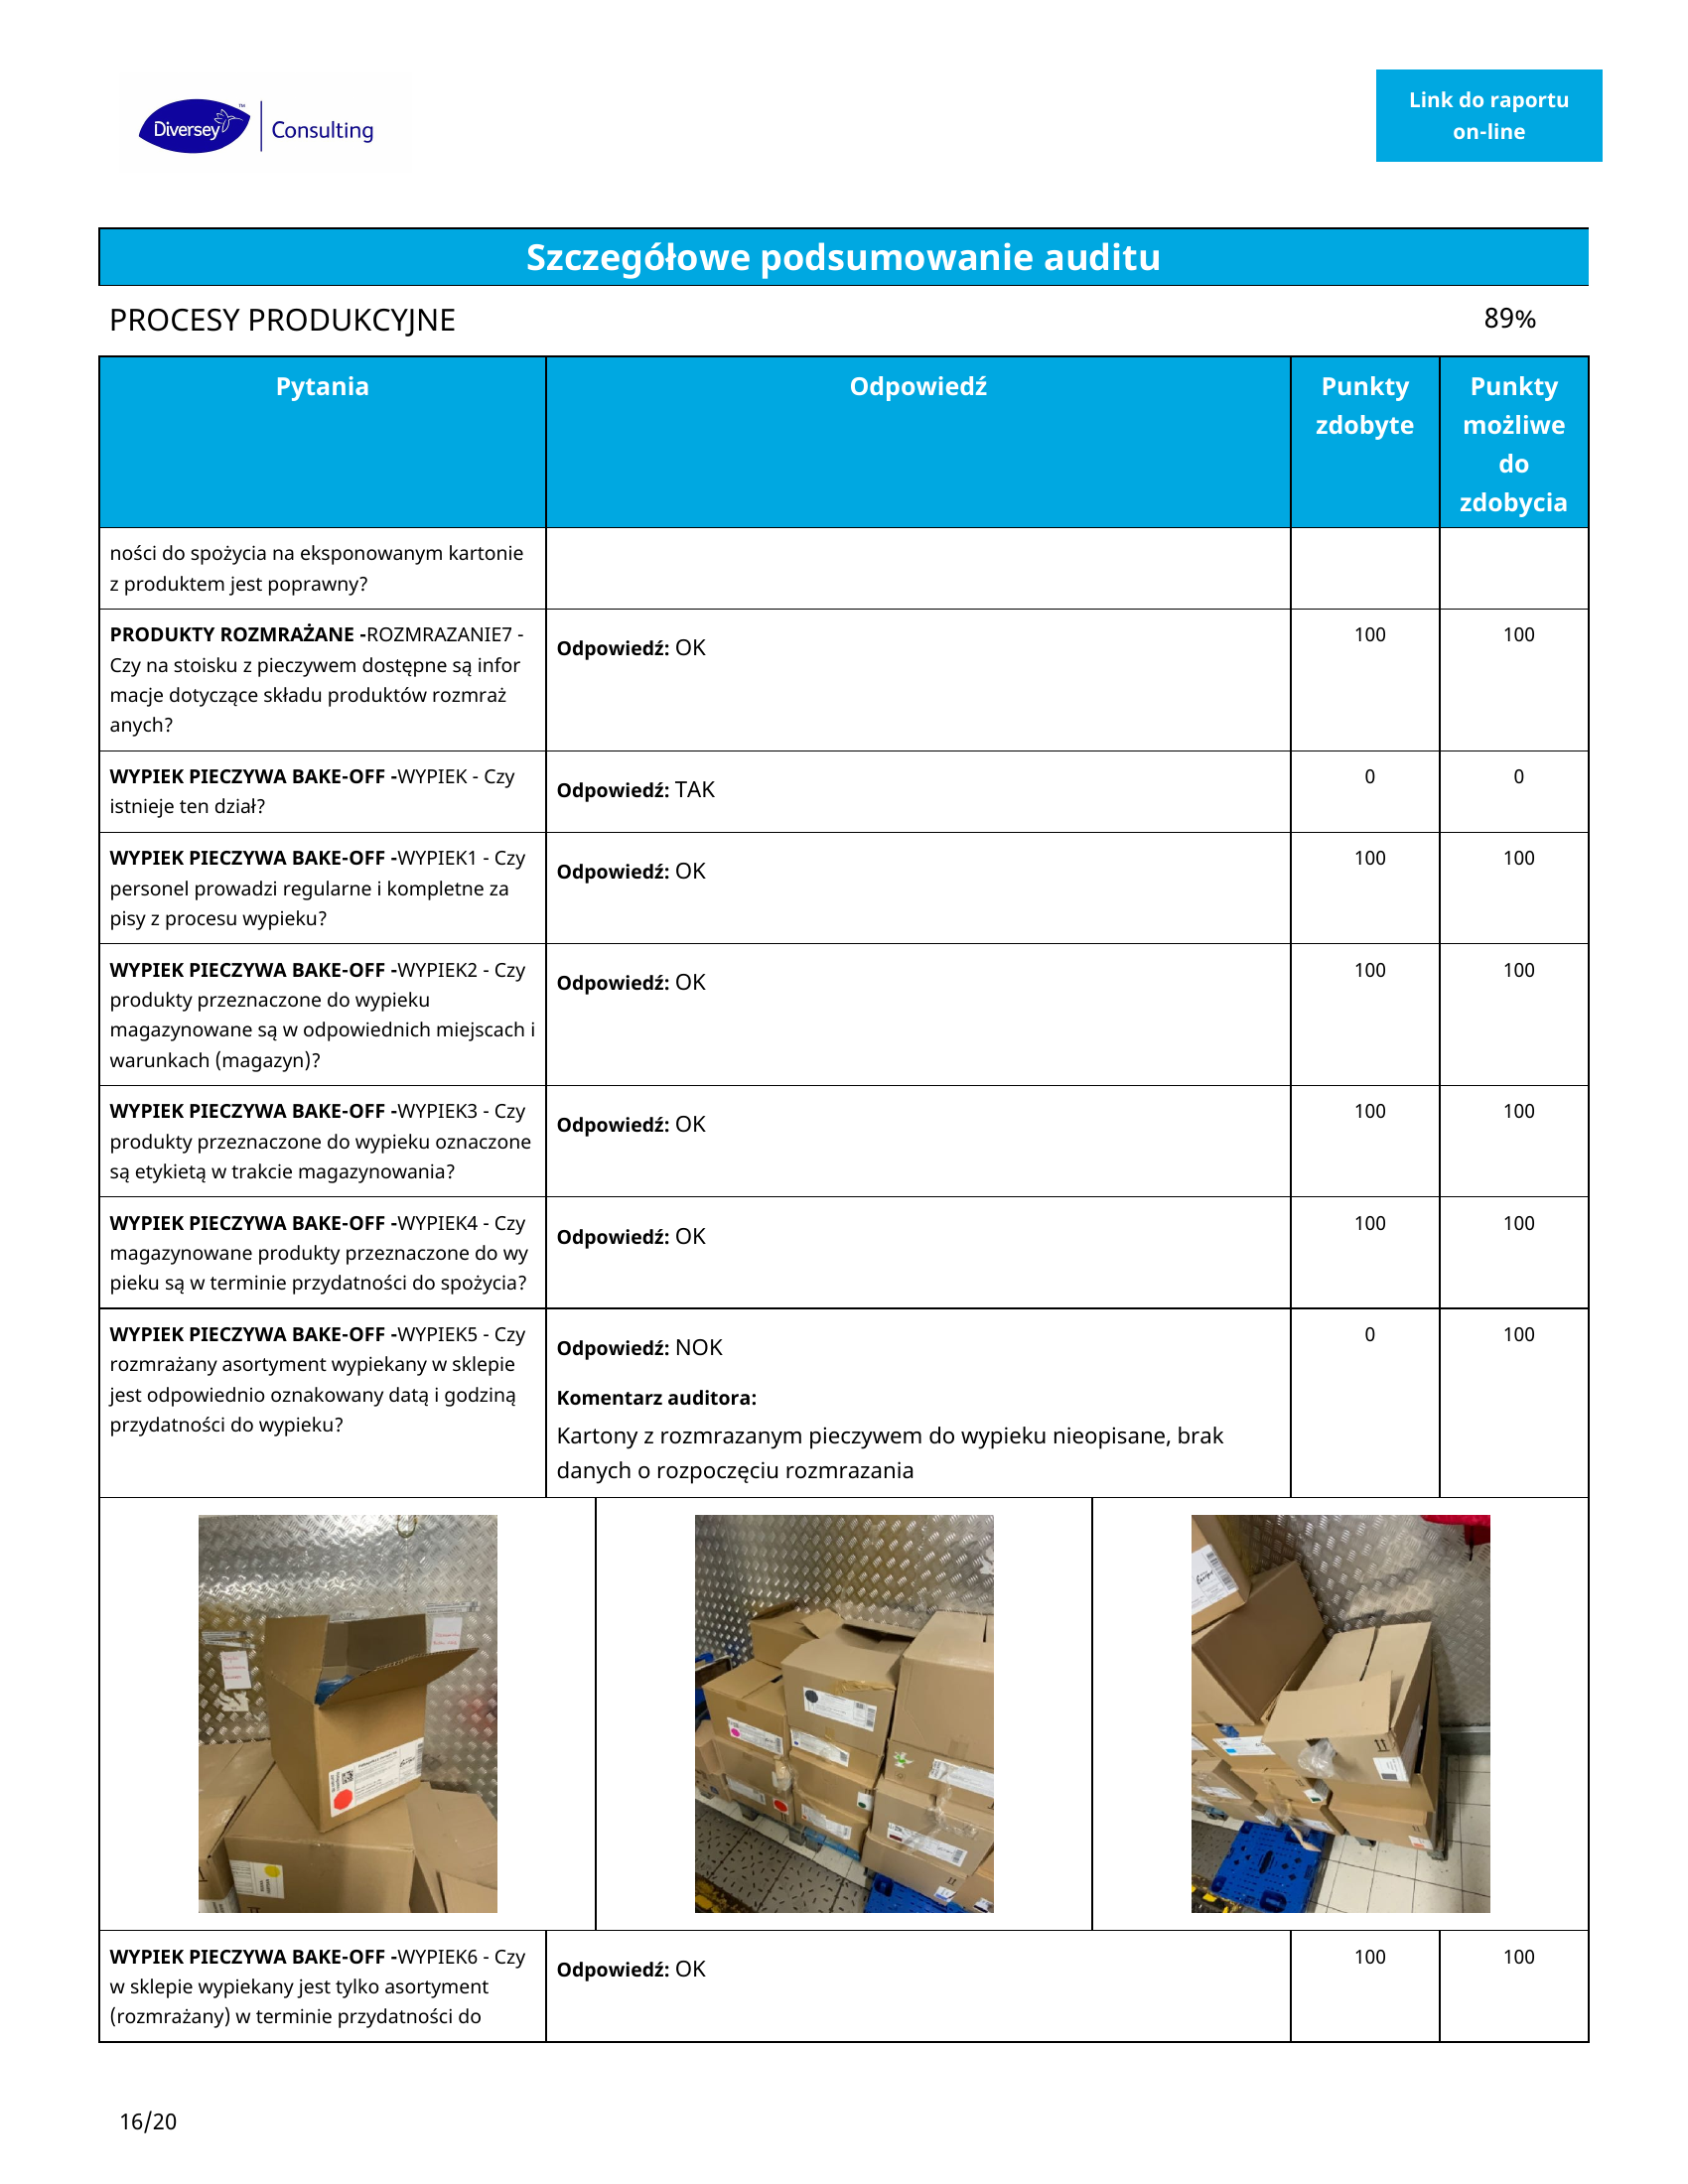 Diversey™
Consulting
Link do raportu
on-line
Szczegółowe podsumowanie auditu
PROCESY PRODUKCYJNE
89%
Pytania
Odpowiedź
Punkty
zdobyte
Punkty
możliwe
do
zdobycia
ności do spożycia na eksponowanym kartonie
z produktem jest poprawny?
PRODUKTY ROZMRAŻANE -ROZMRAZANIE7 -
Czy na stoisku z pieczywem dostępne są infor
macje dotyczące składu produktów rozmraż
anych?
Odpowiedź: OK
100
100
WYPIEK PIECZYWA BAKE-OFF -WYPIEK - Czy
istnieje ten dział?
Odpowiedź: TAK
0
0
WYPIEK PIECZYWA BAKE-OFF -WYPIEK1 - Czy
personel prowadzi regularne i kompletne za
pisy z procesu wypieku?
Odpowiedź: OK
100
100
WYPIEK PIECZYWA BAKE-OFF -WYPIEK2 - Czy
produkty przeznaczone do wypieku
magazynowane są w odpowiednich miejscach i
warunkach (magazyn)?
Odpowiedź: OK
100
100
WYPIEK PIECZYWA BAKE-OFF -WYPIEK3 - Czy
produkty przeznaczone do wypieku oznaczone
są etykietą w trakcie magazynowania?
Odpowiedź: OK
100
100
WYPIEK PIECZYWA BAKE-OFF -WYPIEK4 - Czy
magazynowane produkty przeznaczone do wy
pieku są w terminie przydatności do spożycia?
Odpowiedź: OK
100
100
WYPIEK PIECZYWA BAKE-OFF -WYPIEK5 - Czy
rozmrażany asortyment wypiekany w sklepie
jest odpowiednio oznakowany datą i godziną
przydatności do wypieku?
Odpowiedź: NOK
Komentarz auditora:
Kartony z rozmrazanym pieczywem do wypieku nieopisane, brak
danych o rozpoczęciu rozmrazania
0
100
WYPIEK PIECZYWA BAKE-OFF -WYPIEK6 - Czy
w sklepie wypiekany jest tylko asortyment
(rozmrażany) w terminie przydatności do
Odpowiedź: OK
100
100
16/20